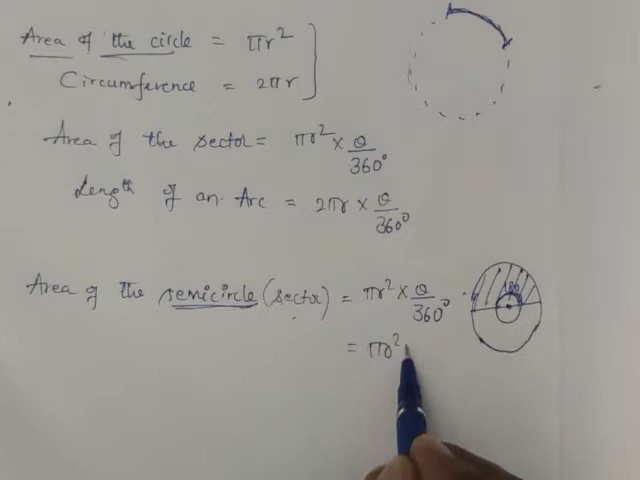 Area of the circle = πr²
Circumference = 2πr
Area of the sector = πr² × θ/360°
Length of an Arc = 2πr × θ/360°
Area of the semicircle (sector) = πr² × θ/360°
180
= πr²